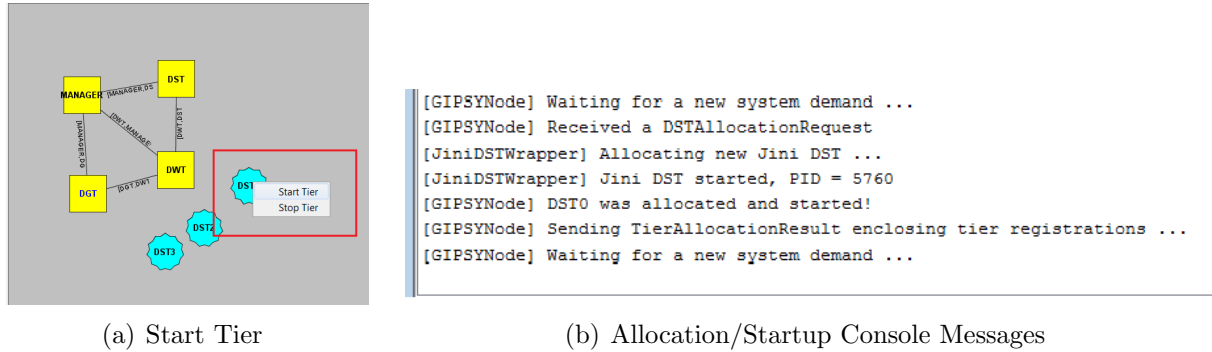 DST
MANAGER
[MANAGER,DS
[MANAGER,DG
[DWT,MANAGE
[DWT,DST
DWT
DGT
[DGT,DWT
DST
Start Tier
Stop Tier
DST2
DST3
(a) Start Tier
[GIPSYNode] Waiting for a new system demand ...
[GIPSYNode] Received a DSTAllocationRequest
[JiniDSTWrapper] Allocating new Jini DST ...
[JiniDSTWrapper] Jini DST started, PID = 5760
[GIPSYNode] DST0 was allocated and started!
[GIPSYNode] Sending TierAllocationResult enclosing tier registrations ...
[GIPSYNode] Waiting for a new system demand ...
(b) Allocation/Startup Console Messages